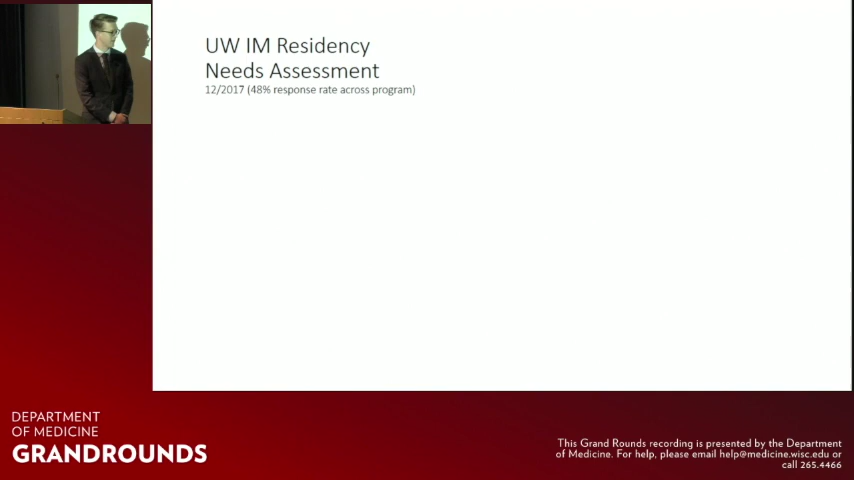 UW IM Residency
Needs Assessment
12/2017 (48% response rate across program)
DEPARTMENT
OF MEDICINE
GRANDROUNDS
This Grand Rounds recording is presented by the Department
of Medicine. For help, please email help@medicine.wisc.edu or
call 265.4466